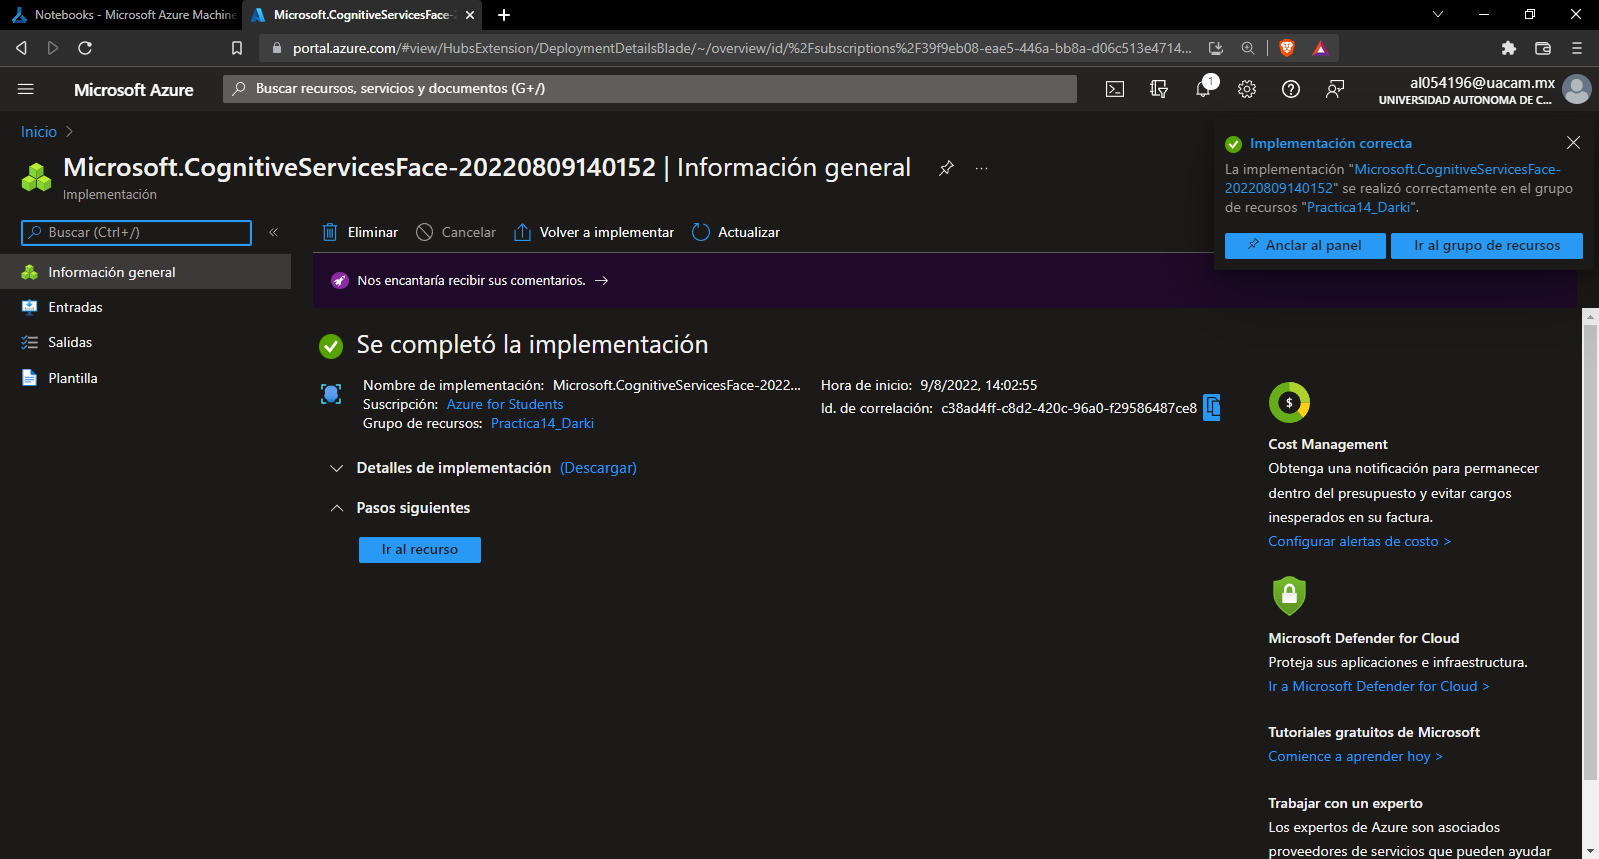 Notebooks - Microsoft Azure Machine
Microsoft.CognitiveServicesFace-2
portal.azure.com/#view/HubsExtension/DeploymentDetailsBlade/~/overview/id/%2Fsubscriptions%2F39f9eb08-eae5-446a-bb8a-d06c513e4714...
Microsoft Azure
Buscar recursos, servicios y documentos (G+/)
1
al054196@uacam.mx
UNIVERSIDAD AUTONOMA DE C...
Inicio
Microsoft.CognitiveServicesFace-20220809140152 | Información general
...
Implementación
Implementación correcta
La implementación "Microsoft.CognitiveServicesFace-
20220809140152" se realizó correctamente en el grupo
de recursos "Practica14_Darki".
Anclar al panel
Ir al grupo de recursos
Buscar (Ctrl+/)
«
Eliminar
Cancelar
Volver a implementar
Actualizar
Información general
Entradas
Salidas
Plantilla
Nos encantaría recibir sus comentarios. →
Se completó la implementación
Nombre de implementación: Microsoft.CognitiveServicesFace-2022...
Suscripción: Azure for Students
Grupo de recursos: Practica14_Darki
Hora de inicio: 9/8/2022, 14:02:55
Id. de correlación: c38ad4ff-c8d2-420c-96a0-f29586487ce8
Detalles de implementación (Descargar)
Pasos siguientes
Ir al recurso
$
Cost Management
Obtenga una notificación para permanecer
dentro del presupuesto y evitar cargos
inesperados en su factura.
Configurar alertas de costo >
Microsoft Defender for Cloud
Proteja sus aplicaciones e infraestructura.
Ir a Microsoft Defender for Cloud >
Tutoriales gratuitos de Microsoft
Comience a aprender hoy >
Trabajar con un experto
Los expertos de Azure son asociados
proveedores de servicios que pueden ayudar